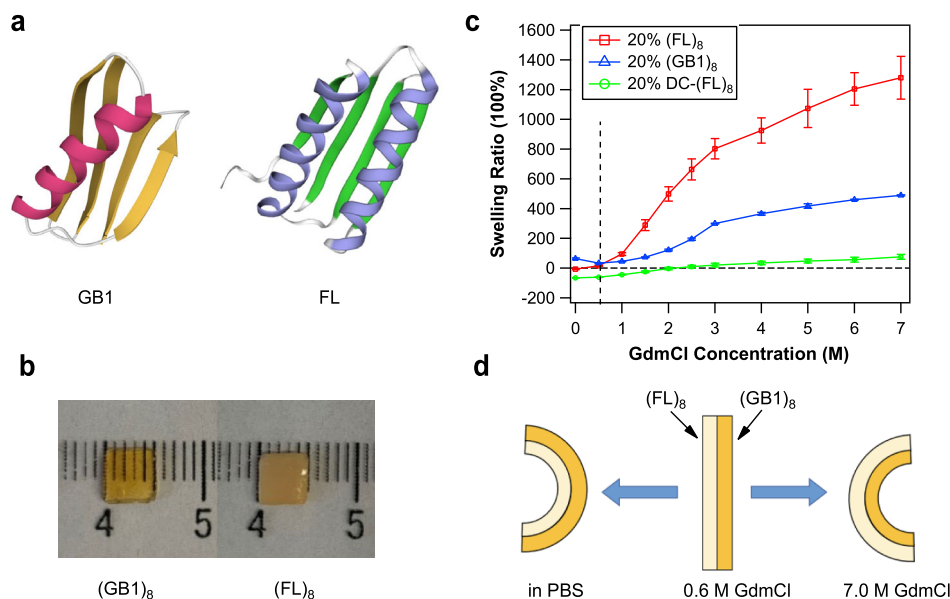 a
GB1
FL
b
4 5 4 5
(GB1)₈
(FL)₈
c
20% (FL)₈
20% (GB1)₈
20% DC-(FL)₈
Swelling Ratio (100%)
1600
1400
1200
1000
800
600
400
200
0
-200
0 1 2 3 4 5 6 7
GdmCl Concentration (M)
d
(FL)₈
(GB1)₈
in PBS
0.6 M GdmCl
7.0 M GdmCl